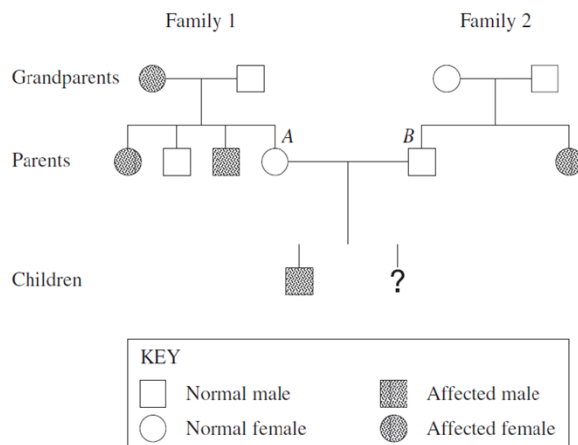 Family 1 Family 2
Grandparents
A B
Parents
Children
?
KEY
Normal male Affected male
Normal female Affected female